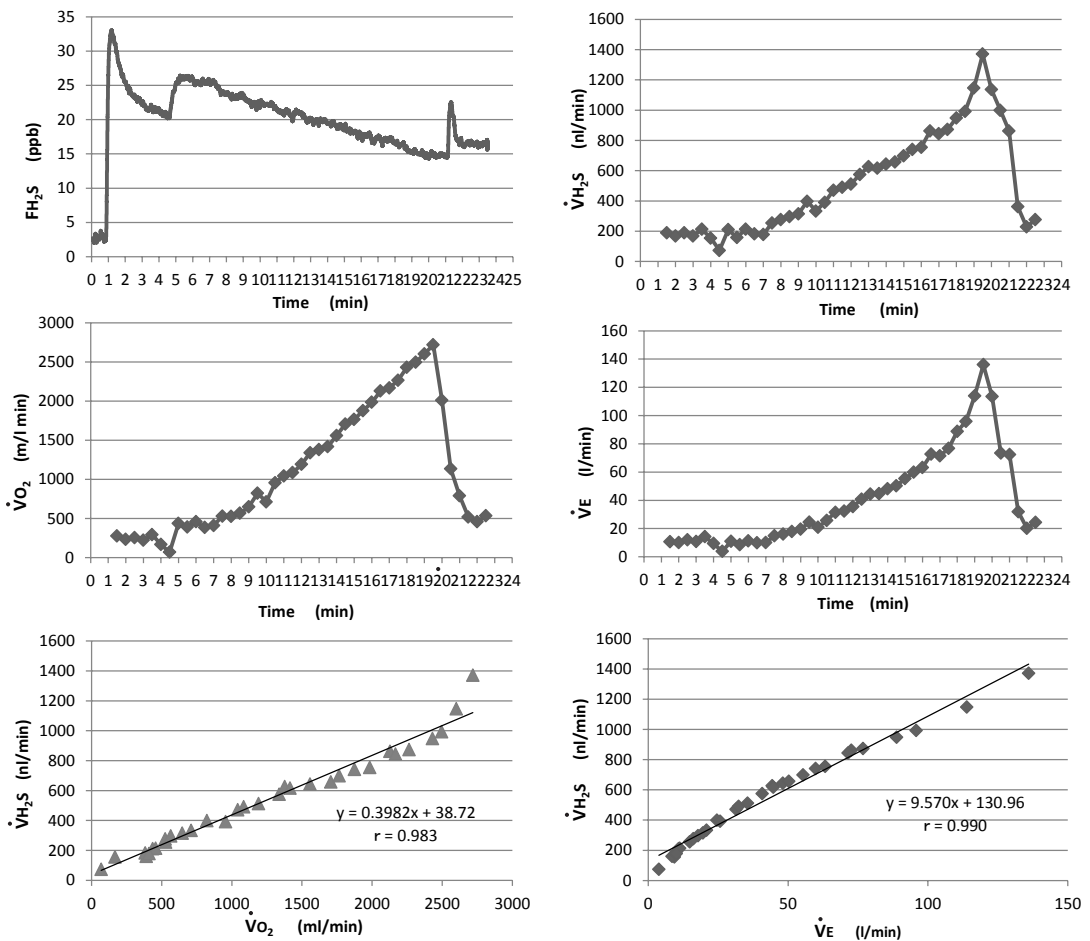 35
30
25
20
15
10
5
0
FH₂S (ppb)
0 1 2 3 4 5 6 7 8 9 10 11 12 13 14 15 16 17 18 19 20 21 22 23 24 25
Time (min)
1600
1400
1200
1000
800
600
400
200
0
V̇H₂S (nl/min)
0 1 2 3 4 5 6 7 8 9 10 11 12 13 14 15 16 17 18 19 20 21 22 23 24
Time (min)
3000
2500
2000
1500
1000
500
0
V̇O₂ (m/l min)
0 1 2 3 4 5 6 7 8 9 10 11 12 13 14 15 16 17 18 19 20 21 22 23 24
Time (min)
160
140
120
100
80
60
40
20
0
V̇E (l/min)
0 1 2 3 4 5 6 7 8 9 10 11 12 13 14 15 16 17 18 19 20 21 22 23 24
Time (min)
1600
1400
1200
1000
800
600
400
200
0
V̇H₂S (nl/min)
y = 0.3982x + 38.72
r = 0.983
0 500 1000 1500 2000 2500 3000
V̇O₂ (ml/min)
1600
1400
1200
1000
800
600
400
200
0
V̇H₂S (nl/min)
y = 9.570x + 130.96
r = 0.990
0 50 100 150
V̇E (l/min)